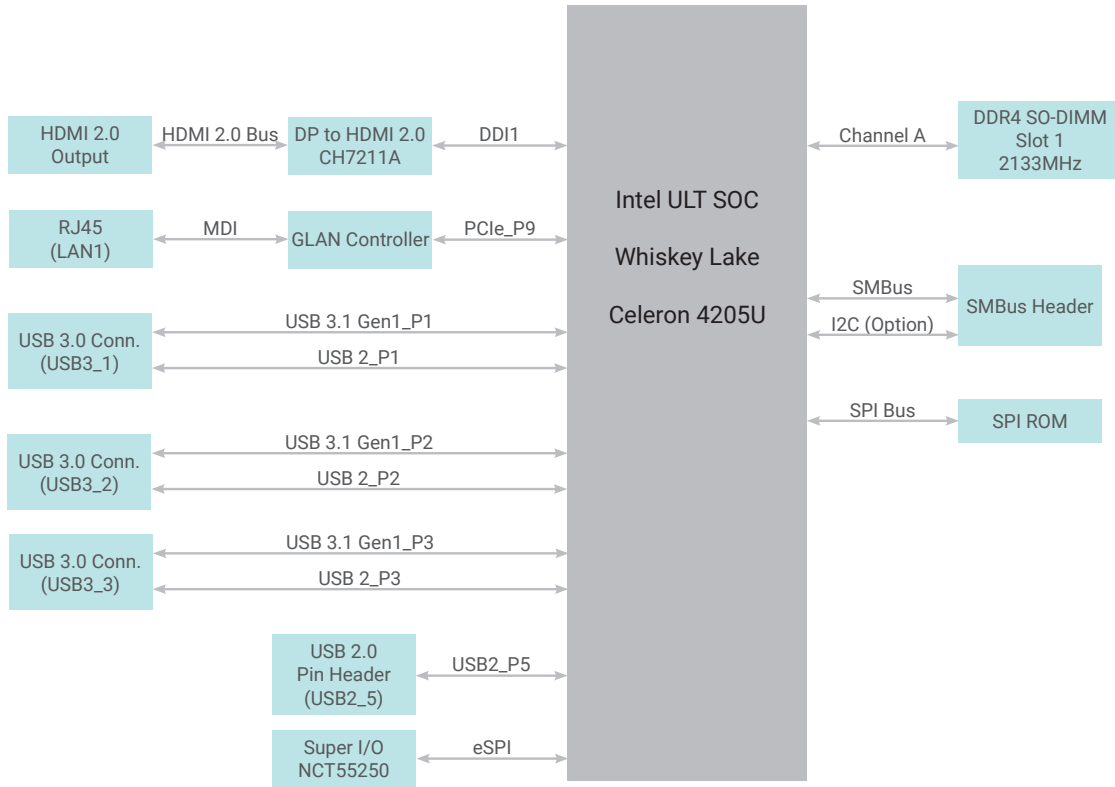 HDMI 2.0
Output
HDMI 2.0 Bus
DP to HDMI 2.0
CH7211A
DDI1
RJ45
(LAN1)
MDI
GLAN Controller
PCIe_P9
USB 3.0 Conn.
(USB3_1)
USB 3.1 Gen1_P1
USB 2_P1
USB 3.0 Conn.
(USB3_2)
USB 3.1 Gen1_P2
USB 2_P2
USB 3.0 Conn.
(USB3_3)
USB 3.1 Gen1_P3
USB 2_P3
USB 2.0
Pin Header
(USB2_5)
USB2_P5
Super I/O
NCT55250
eSPI
Intel ULT SOC
Whiskey Lake
Celeron 4205U
Channel A
DDR4 SO-DIMM
Slot 1
2133MHz
SMBus
I2C (Option)
SMBus Header
SPI Bus
SPI ROM